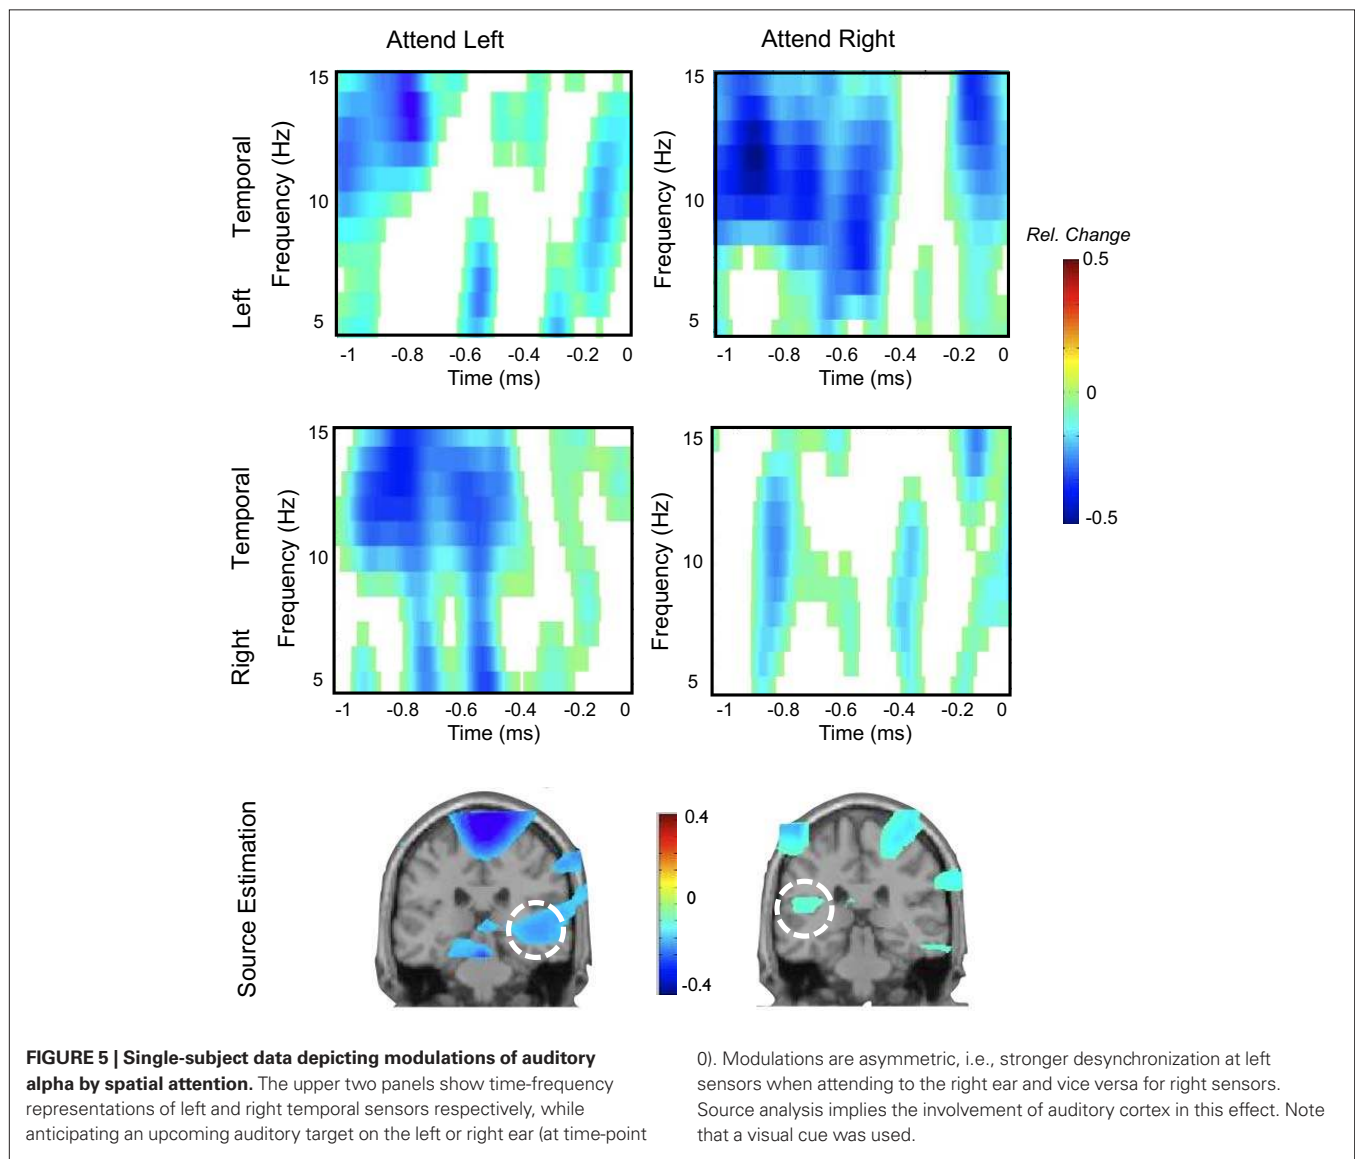 Attend Left
Attend Right
Left Temporal
Frequency (Hz)
15
10
5
-1 -0.8 -0.6 -0.4 -0.2 0
Time (ms)
Frequency (Hz)
15
10
5
-1 -0.8 -0.6 -0.4 -0.2 0
Time (ms)
Rel. Change
0.5
0
-0.5
Right Temporal
Frequency (Hz)
15
10
5
-1 -0.8 -0.6 -0.4 -0.2 0
Time (ms)
Frequency (Hz)
15
10
5
-1 -0.8 -0.6 -0.4 -0.2 0
Time (ms)
Source Estimation
0.4
0
-0.4
FIGURE 5 | Single-subject data depicting modulations of auditory
alpha by spatial attention. The upper two panels show time-frequency
representations of left and right temporal sensors respectively, while
anticipating an upcoming auditory target on the left or right ear (at time-point
0). Modulations are asymmetric, i.e., stronger desynchronization at left
sensors when attending to the right ear and vice versa for right sensors.
Source analysis implies the involvement of auditory cortex in this effect. Note
that a visual cue was used.